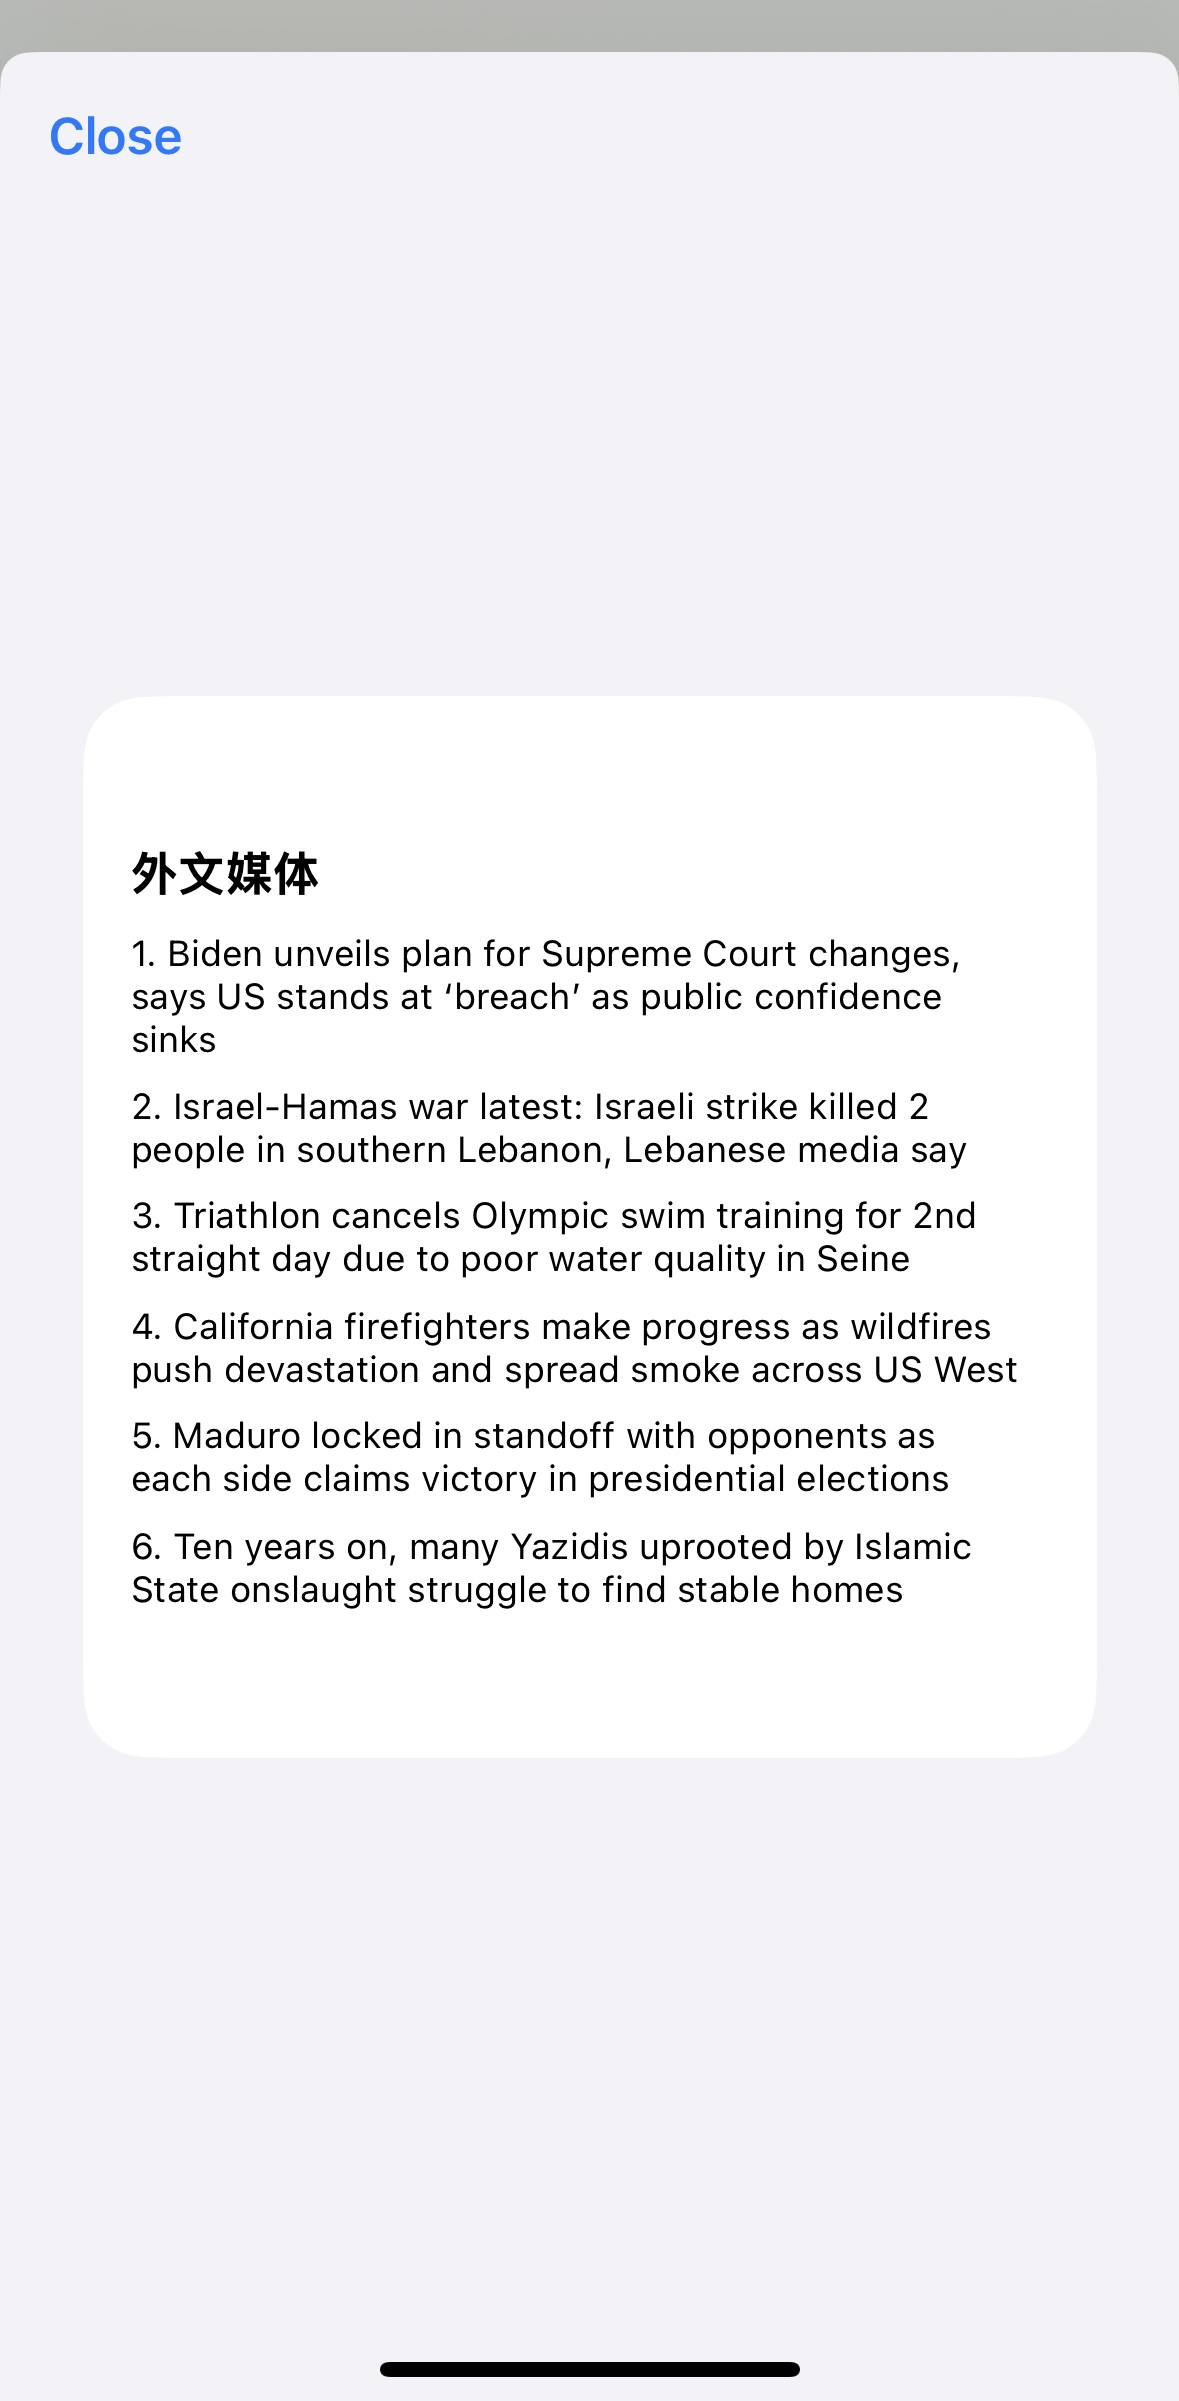 Close
外文媒体
1. Biden unveils plan for Supreme Court changes,
says US stands at ‘breach’ as public confidence
sinks
2. Israel-Hamas war latest: Israeli strike killed 2
people in southern Lebanon, Lebanese media say
3. Triathlon cancels Olympic swim training for 2nd
straight day due to poor water quality in Seine
4. California firefighters make progress as wildfires
push devastation and spread smoke across US West
5. Maduro locked in standoff with opponents as
each side claims victory in presidential elections
6. Ten years on, many Yazidis uprooted by Islamic
State onslaught struggle to find stable homes